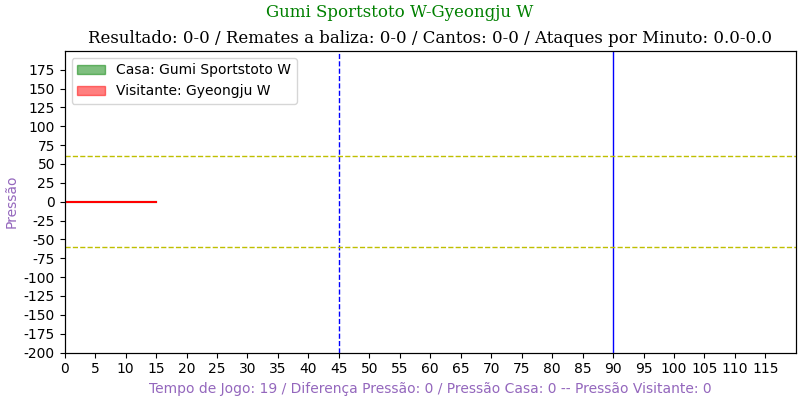 Gumi Sportstoto W-Gyeongju W
Resultado: 0-0 / Remates a baliza: 0-0 / Cantos: 0-0 / Ataques por Minuto: 0.0-0.0
Casa: Gumi Sportstoto W
Visitante: Gyeongju W
Pressão
175
150
125
100
75
50
25
0
-25
-50
-75
-100
-125
-150
-175
-200
0 5 10 15 20 25 30 35 40 45 50 55 60 65 70 75 80 85 90 95 100 105 110 115
Tempo de Jogo: 19 / Diferença Pressão: 0 / Pressão Casa: 0 -- Pressão Visitante: 0